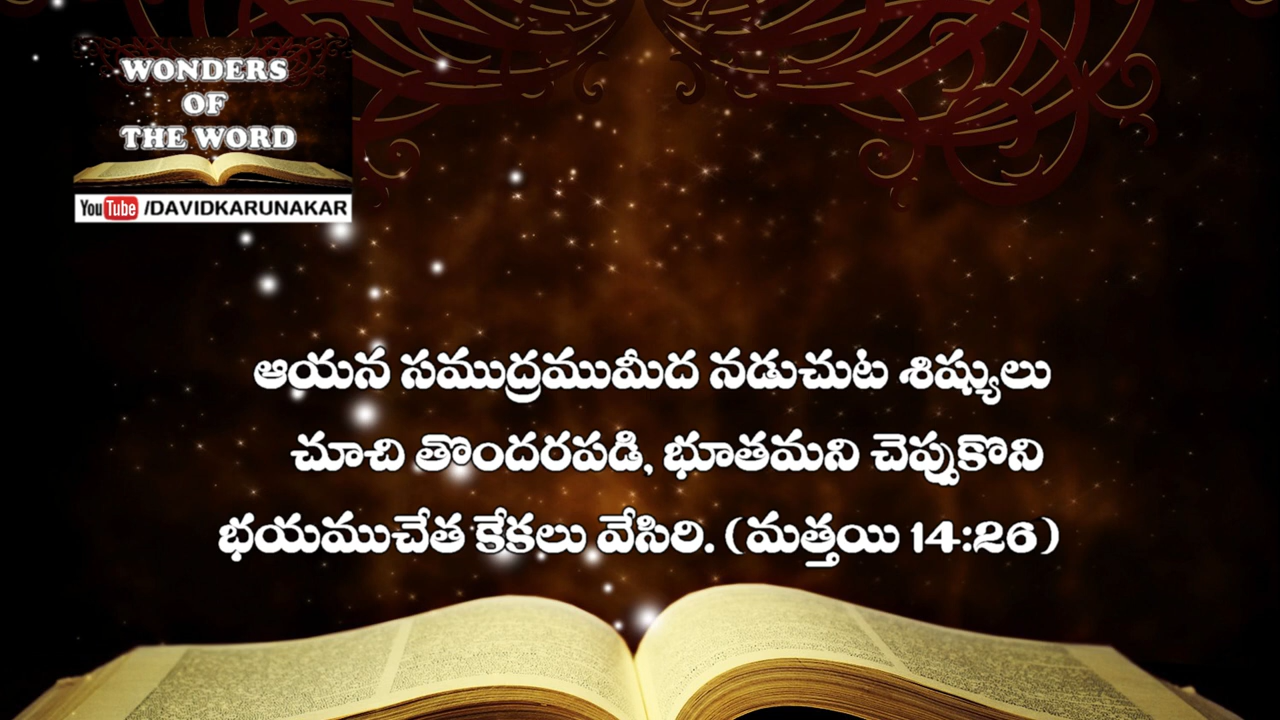 WONDERS
OF
THE WORD
YouTube /DAVIDKARUNAKAR
ఆయన సముద్రముమీద నడుచుట శిష్యులు
చూచి తొందరపడి, భూతమని చెప్పుకొని
భయముచేత కేకలు వేసిరి. (మత్తయి 14:26)